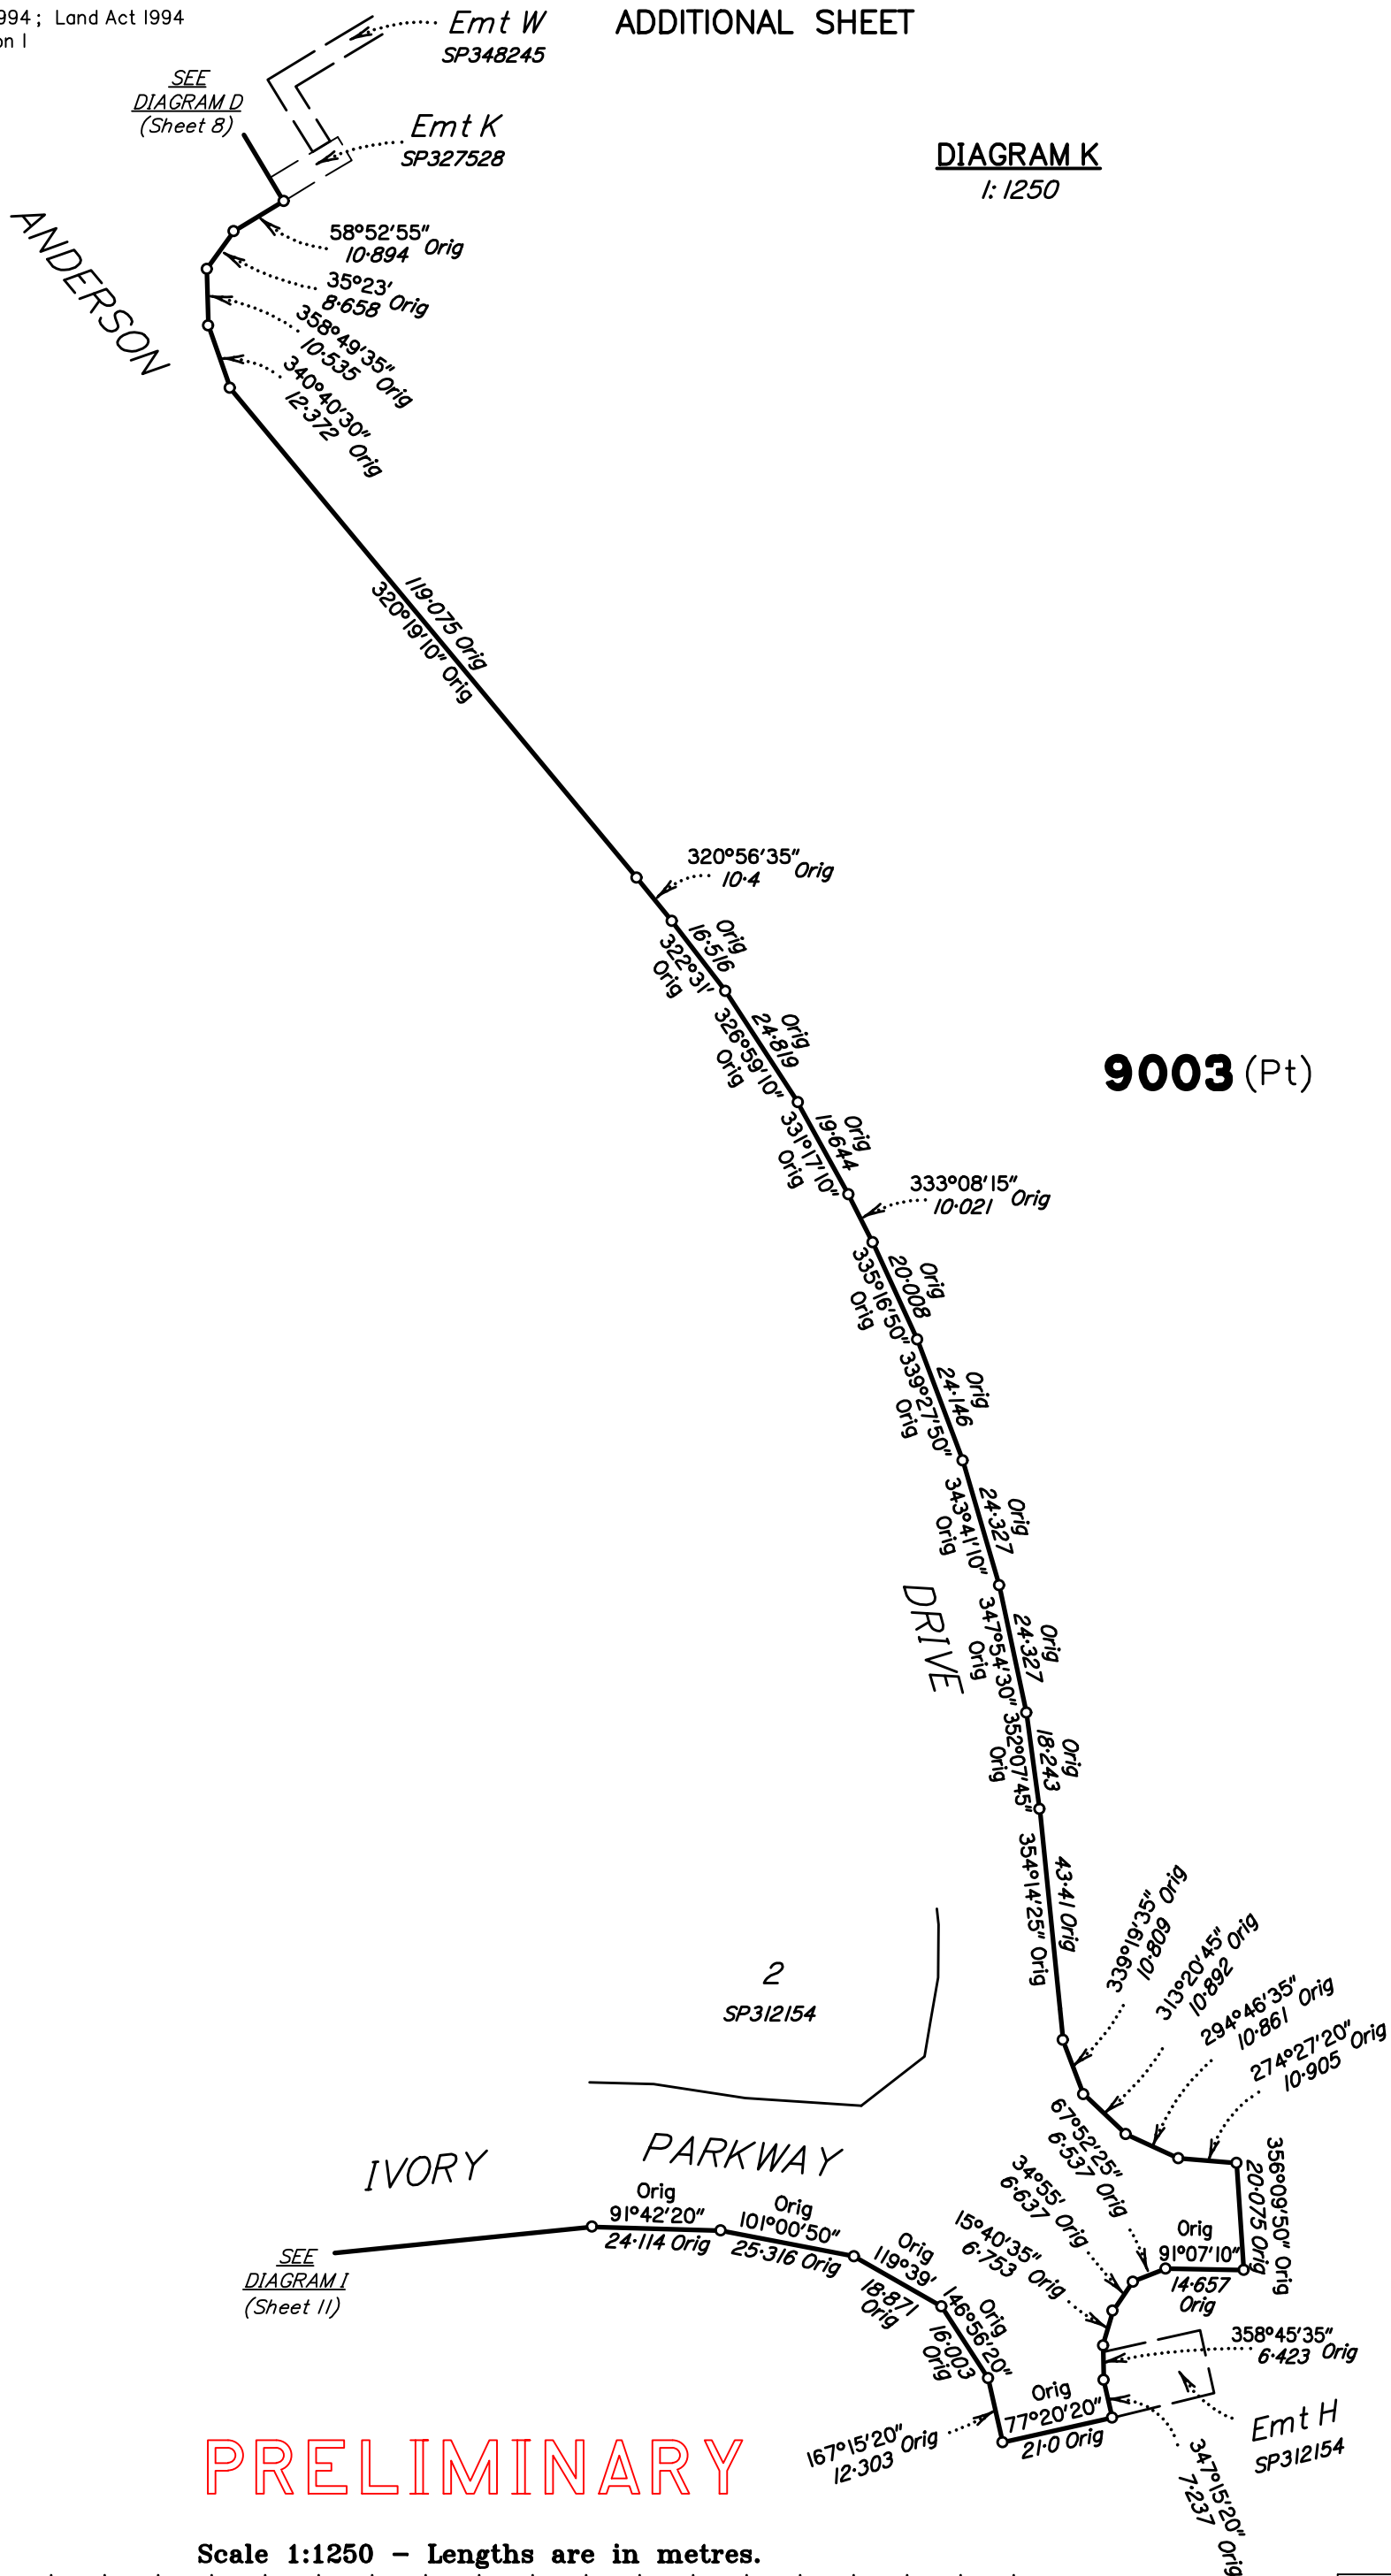 994; Land Act 1994
on 1
ADDITIONAL SHEET
Emt W
SP348245
SEE
DIAGRAM D
(Sheet 8)
Emt K
SP327528
DIAGRAM K
1:1250
ANDERSON
58°52'55" Orig
10·894
35°23' Orig
8·658
358°49'35"
10·535 Orig
340°40'30"
12·372 Orig
119·075 Orig
320°19'10" Orig
320°56'35" Orig
10·4
Orig
16·516
322°31'
Orig
Orig
24·819
326°59'10"
Orig
9003 (Pt)
Orig
19·644
331°17'10"
Orig
333°08'15" Orig
10·021
Orig
20·008
335°16'50"
Orig
Orig
24·146
339°27'50"
Orig
Orig
24·327
343°41'10"
Orig
DRIVE
Orig
24·327
347°54'30"
Orig
Orig
18·243
352°07'45"
Orig
43·41 Orig
354°14'25" Orig
339°19'35" Orig
10·809
313°20'45" Orig
10·892
294°46'35" Orig
10·861
274°27'20" Orig
10·905
2
SP312154
IVORY PARKWAY
67°52'25"
6·537 Orig
34°55'
6·637 Orig
15°40'35"
6·753 Orig
356°09'50" Orig
20·075 Orig
Orig
91°07'10"
14·657
Orig
Orig
91°42'20"
24·114 Orig
Orig
101°00'50"
25·316 Orig
Orig
119°39'
18·871
Orig
Orig
146°56'20"
16·003
Orig
SEE
DIAGRAM I
(Sheet 11)
358°45'35"
6·423 Orig
Orig
77°20'20"
21·0 Orig
167°15'20" Orig
12·303
Emt H
SP312154
347°15'20"
7·237 Orig
PRELIMINARY
Scale 1:1250 – Lengths are in metres.